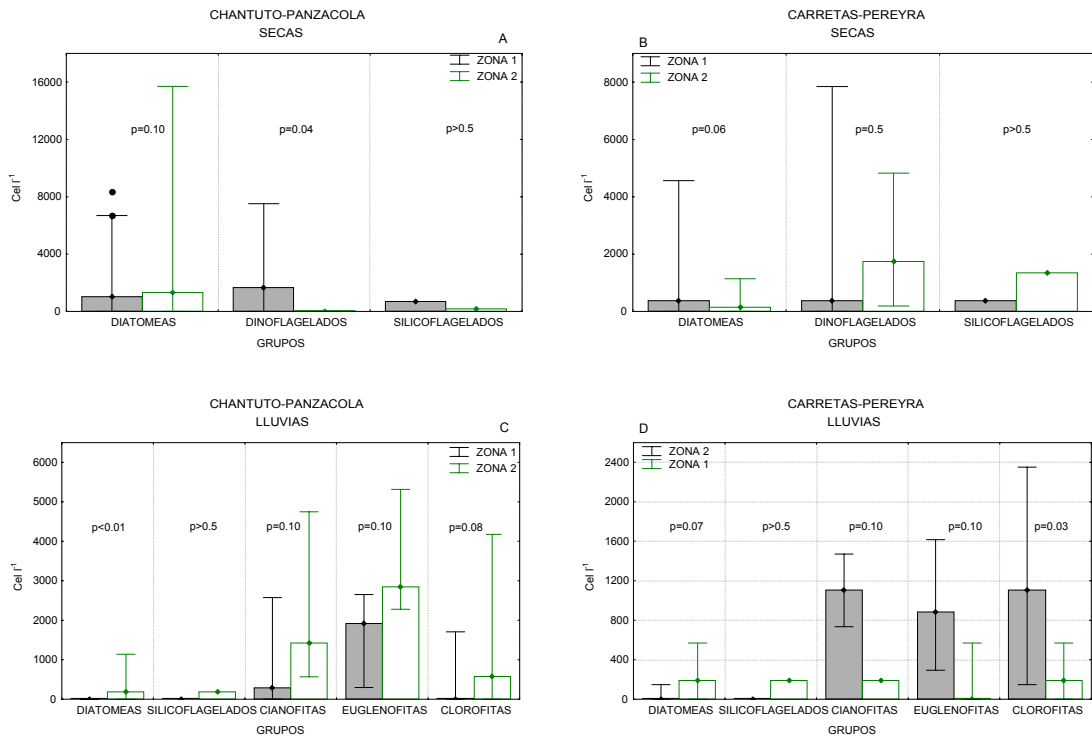 CHANTUTO-PANZACOLA
SECAS
A
ZONA 1
ZONA 2
16000
12000
8000
4000
0
Cel l⁻¹
p=0.10
p=0.04
p>0.5
DIATOMEAS
DINOFLAGELADOS
SILICOFLAGELADOS
GRUPOS
CARRETAS-PEREYRA
SECAS
B
ZONA 1
ZONA 2
8000
6000
4000
2000
0
Cel l⁻¹
p=0.06
p=0.5
p>0.5
DIATOMEAS
DINOFLAGELADOS
SILICOFLAGELADOS
GRUPOS
CHANTUTO-PANZACOLA
LLUVIAS
C
ZONA 1
ZONA 2
6000
5000
4000
3000
2000
1000
0
Cel l⁻¹
p<0.01
p>0.5
p=0.10
p=0.10
p=0.08
DIATOMEAS
SILICOFLAGELADOS
CIANOFITAS
EUGLENOFITAS
CLOROFITAS
GRUPOS
CARRETAS-PEREYRA
LLUVIAS
D
ZONA 2
ZONA 1
2400
2000
1600
1200
800
400
0
Cel l⁻¹
p=0.07
p>0.5
p=0.10
p=0.10
p=0.03
DIATOMEAS
SILICOFLAGELADOS
CIANOFITAS
EUGLENOFITAS
CLOROFITAS
GRUPOS